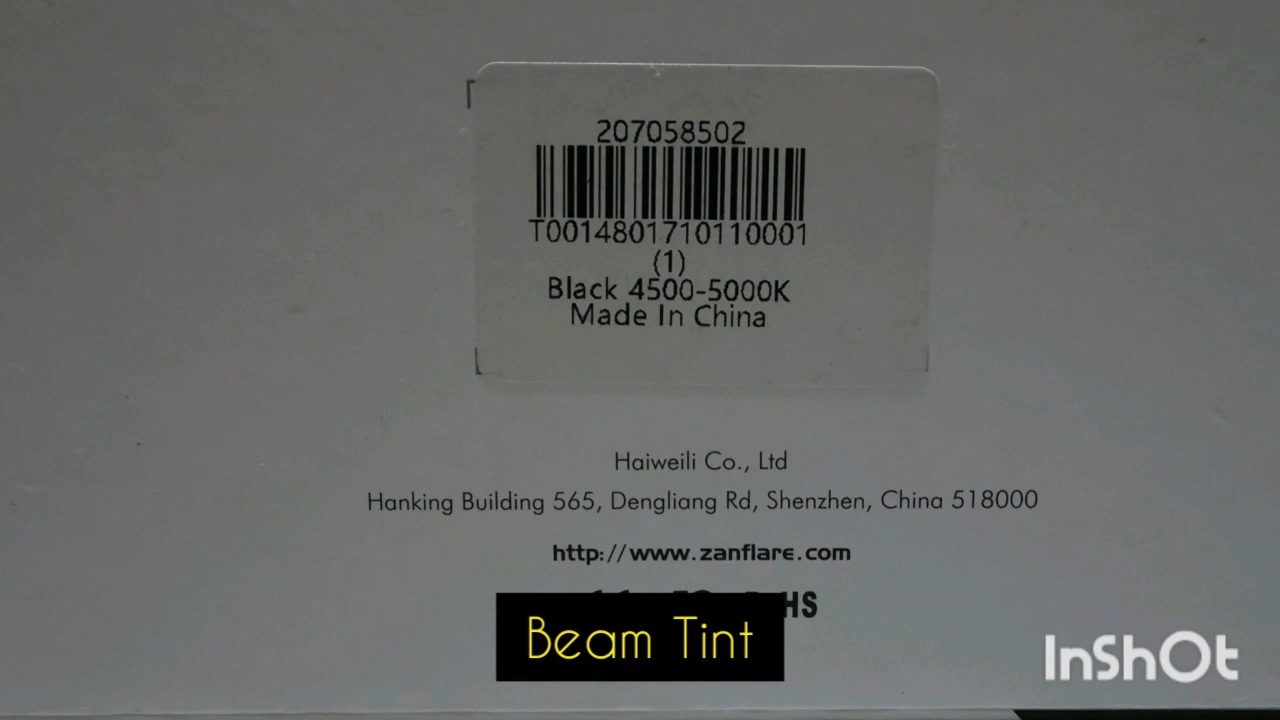 207058502
T0014801710110001
(1)
Black 4500-5000K
Made In China
Haiweili Co., Ltd
Hanking Building 565, Dengliang Rd, Shenzhen, China 518000
http://www.zanflare.com
Beam Tint
InShOt